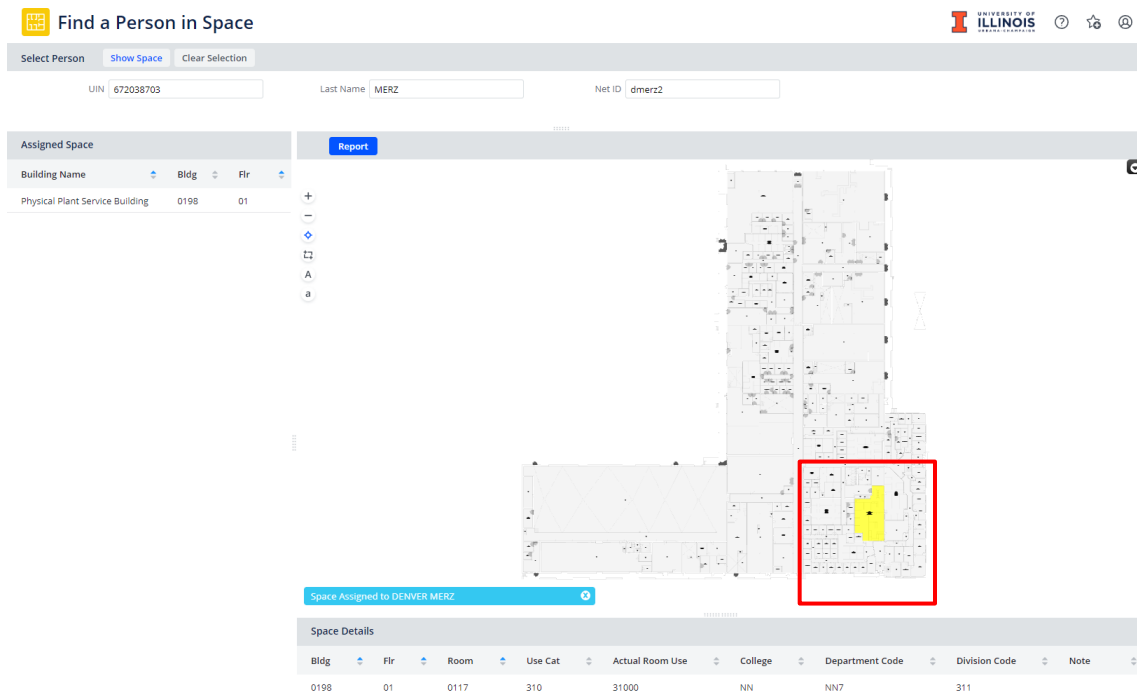 Find a Person in Space
UNIVERSITY OF
ILLINOIS
URBANA-CHAMPAIGN
Select Person Show Space Clear Selection
UIN 672038703 Last Name MERZ Net ID dmerz2
Assigned Space
Report
Building Name Bldg Flr
Physical Plant Service Building 0198 01
+
−
A
a
Space Assigned to DENVER MERZ
Space Details
Bldg Flr Room Use Cat Actual Room Use College Department Code Division Code Note
0198 01 0117 310 31000 NN NN7 311